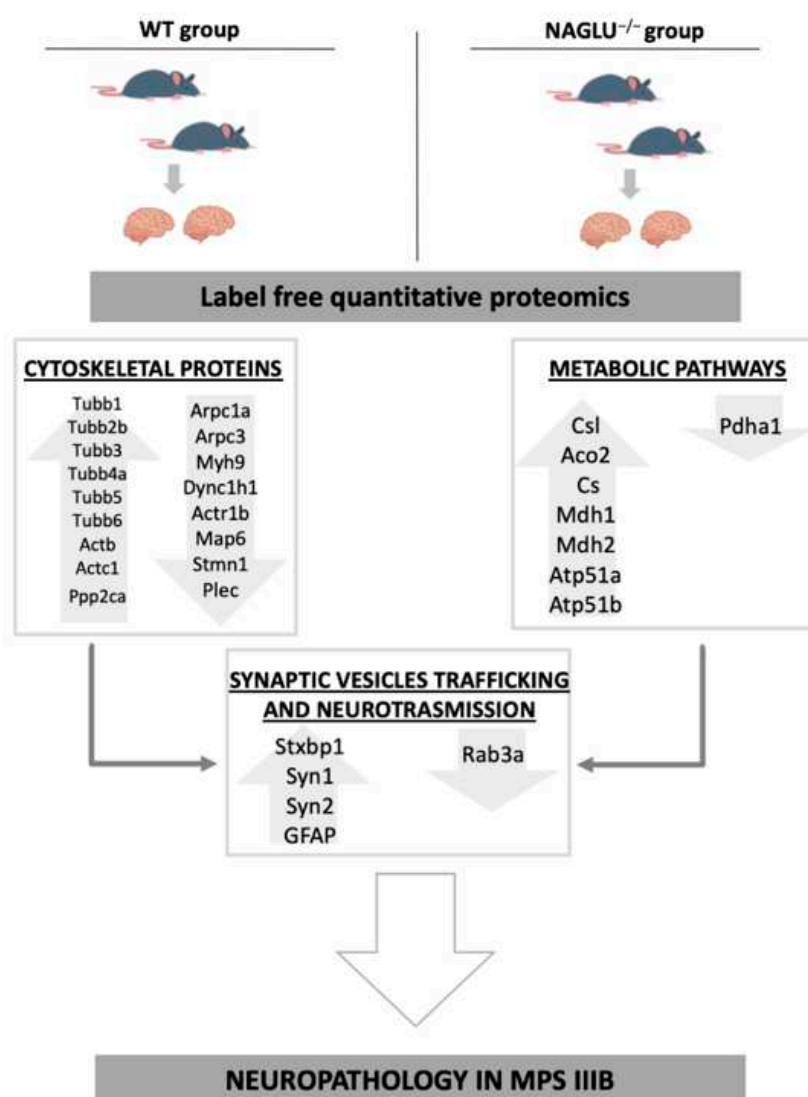 WT group
NAGLU⁻/⁻ group
Label free quantitative proteomics
CYTOSKELETAL PROTEINS
Tubb1
Tubb2b
Tubb3
Tubb4a
Tubb5
Tubb6
Actb
Actc1
Ppp2ca
Arpc1a
Arpc3
Myh9
Dync1h1
Actr1b
Map6
Stmn1
Plec
METABOLIC PATHWAYS
Csl
Aco2
Cs
Mdh1
Mdh2
Atp51a
Atp51b
Pdha1
SYNAPTIC VESICLES TRAFFICKING
AND NEUROTRASMISSION
Stxbp1
Syn1
Syn2
GFAP
Rab3a
NEUROPATHOLOGY IN MPS IIIB